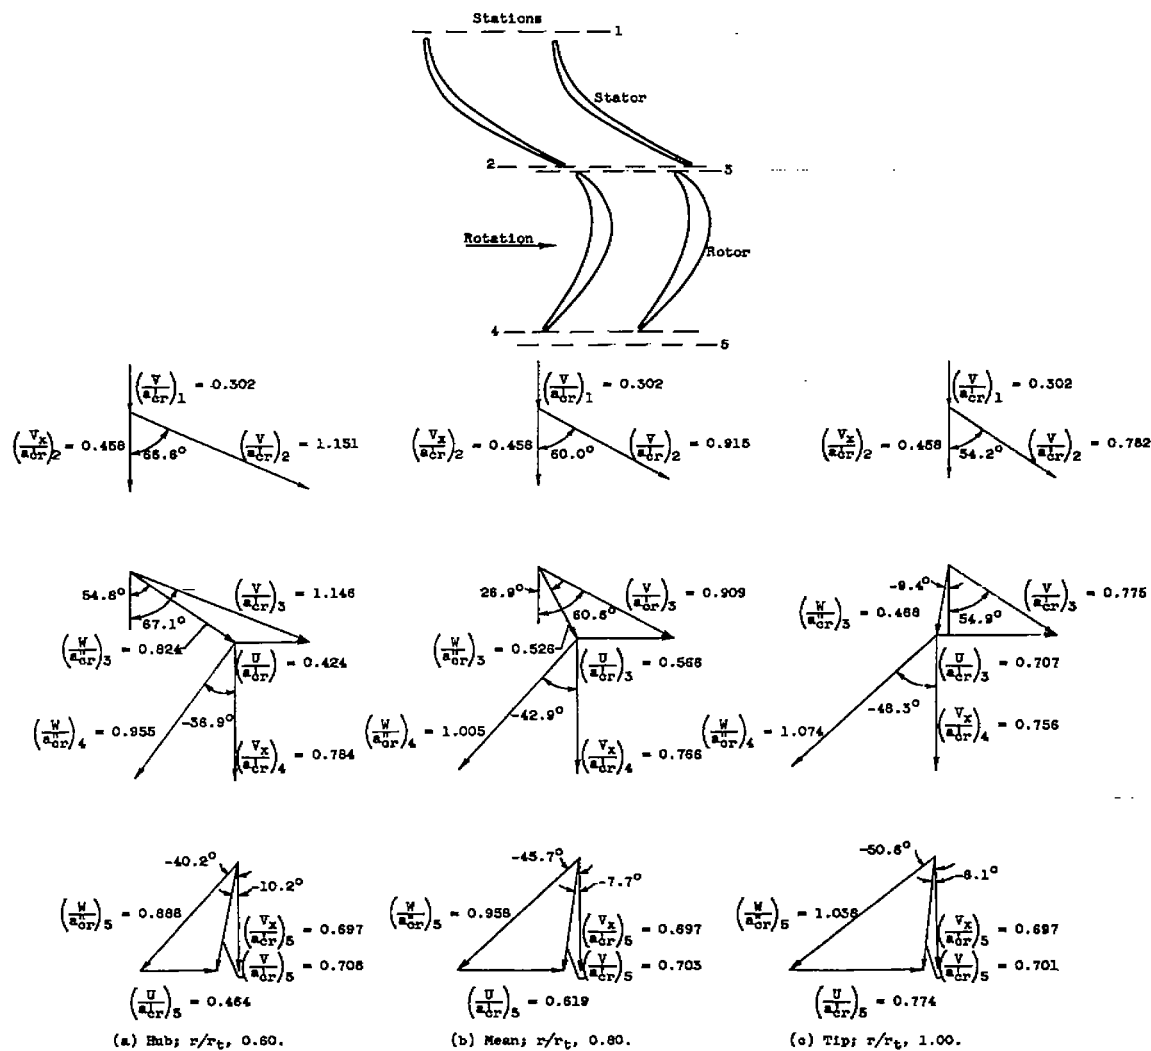 Stations
1
Stator
2
3
Rotation
Rotor
4
5
(V/a'cr)1 = 0.302
(Vx/a'cr)2 = 0.458
66.6°
(V/a'cr)2 = 1.151
(V/a'cr)1 = 0.302
(Vx/a'cr)2 = 0.458
60.0°
(V/a'cr)2 = 0.915
(V/a'cr)1 = 0.302
(Vx/a'cr)2 = 0.458
54.2°
(V/a'cr)2 = 0.782
54.8°
67.1°
(V/a'cr)3 = 1.146
(W/a"cr)3 = 0.824
(U/a'cr) = 0.424
-36.9°
(W/a"cr)4 = 0.955
(Vx/a'cr)4 = 0.784
26.9°
60.6°
(V/a'cr)3 = 0.909
(W/a"cr)3 = 0.526
(U/a'cr)3 = 0.568
-42.9°
(W/a"cr)4 = 1.005
(Vx/a'cr)4 = 0.766
-9.4°
54.9°
(V/a'cr)3 = 0.775
(W/a"cr)3 = 0.468
(U/a'cr)3 = 0.707
-48.3°
(W/a"cr)4 = 1.074
(Vx/a'cr)4 = 0.756
-40.2°
-10.2°
(W/a"cr)5 = 0.888
(Vx/a'cr)5 = 0.697
(V/a'cr)5 = 0.708
(U/a'cr)5 = 0.464
-45.7°
-7.7°
(W/a"cr)5 = 0.958
(Vx/a'cr)5 = 0.697
(V/a'cr)5 = 0.703
(U/a'cr)5 = 0.619
-50.6°
-6.1°
(W/a"cr)5 = 1.038
(Vx/a'cr)5 = 0.697
(V/a'cr)5 = 0.701
(U/a'cr)5 = 0.774
(a) Hub; r/rt, 0.60.
(b) Mean; r/rt, 0.80.
(c) Tip; r/rt, 1.00.